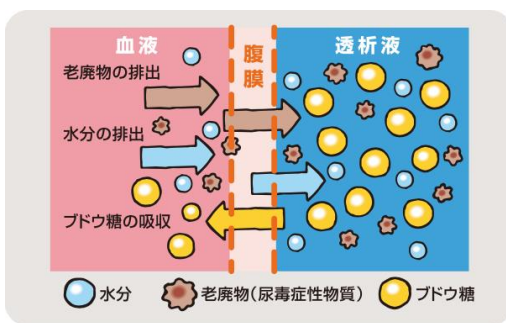 血液
腹膜
透析液
老廃物の排出
水分の排出
ブドウ糖の吸収
水分
老廃物(尿毒症性物質)
ブドウ糖